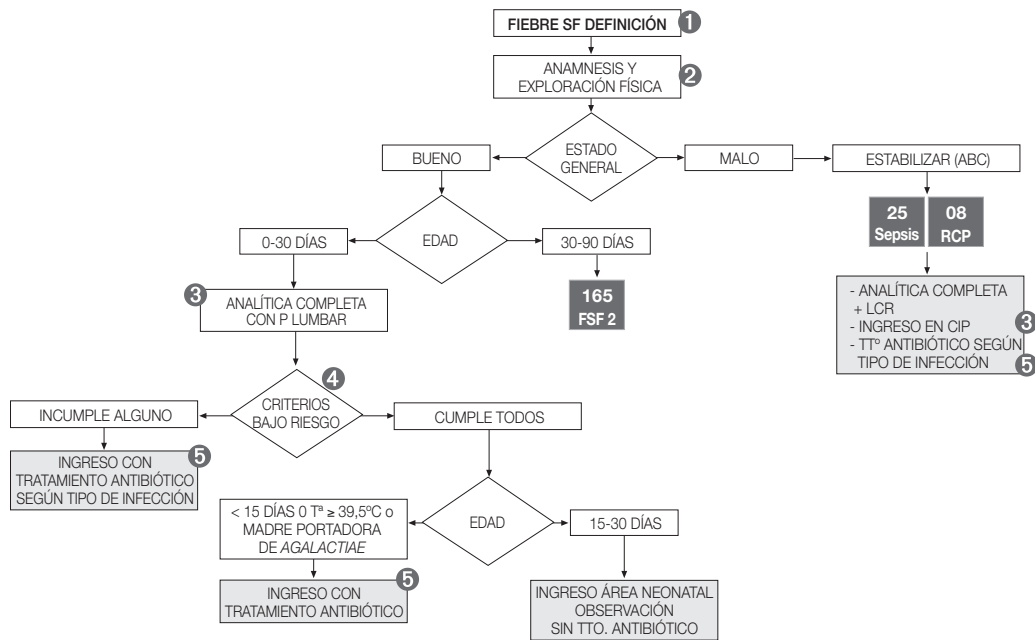 FIEBRE SF DEFINICIÓN 1
ANAMNESIS Y
EXPLORACIÓN FÍSICA 2
ESTADO
GENERAL
BUENO
MALO
ESTABILIZAR (ABC)
25
Sepsis
08
RCP
- ANALÍTICA COMPLETA
+ LCR
- INGRESO EN CIP 3
- TTº ANTIBIÓTICO SEGÚN
TIPO DE INFECCIÓN 5
EDAD
0-30 DÍAS
30-90 DÍAS
165
FSF 2
3 ANALÍTICA COMPLETA
CON P LUMBAR
4
CRITERIOS
BAJO RIESGO
INCUMPLE ALGUNO
CUMPLE TODOS
INGRESO CON 5
TRATAMIENTO ANTIBIÓTICO
SEGÚN TIPO DE INFECCIÓN
EDAD
< 15 DÍAS 0 Tª ≥ 39,5ºC o
MADRE PORTADORA
DE AGALACTIAE
15-30 DÍAS
INGRESO CON 5
TRATAMIENTO ANTIBIÓTICO
INGRESO ÁREA NEONATAL
OBSERVACIÓN
SIN TTO. ANTIBIÓTICO